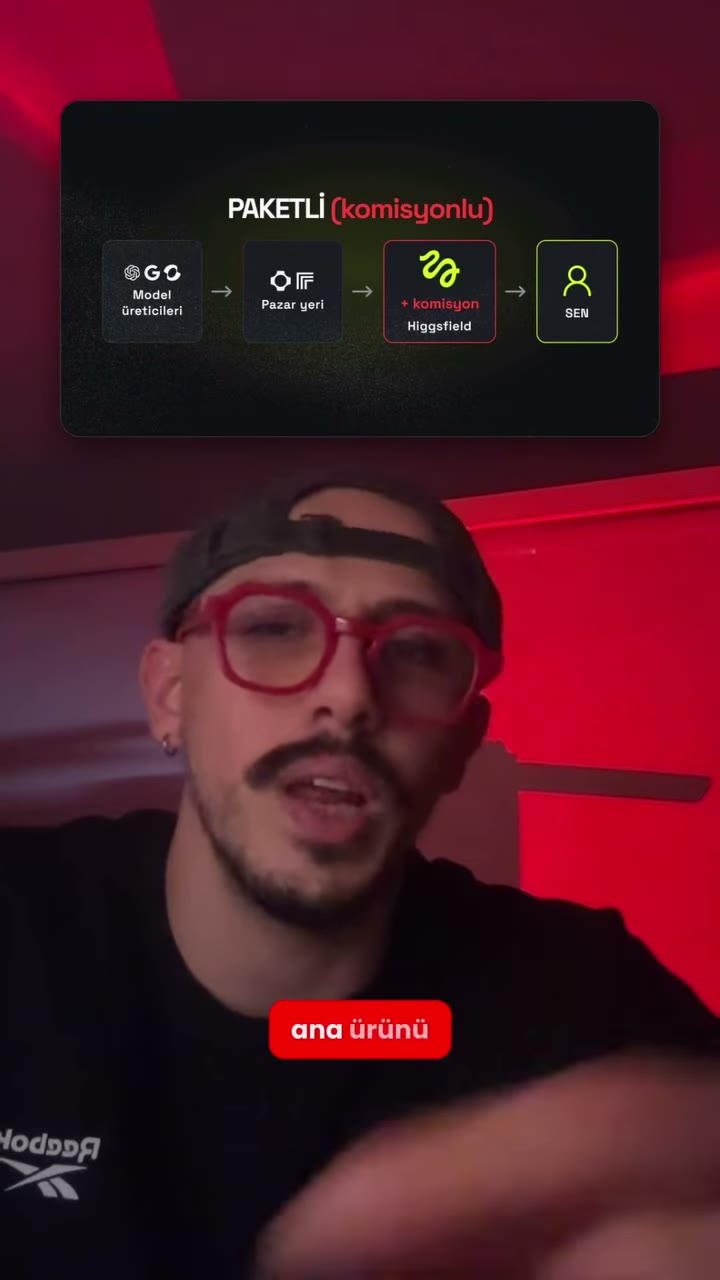 PAKETLİ (komisyonlu)
Model
üreticileri
Pazar yeri
+ komisyon
Higgsfield
SEN
ana ürünü
Reebok